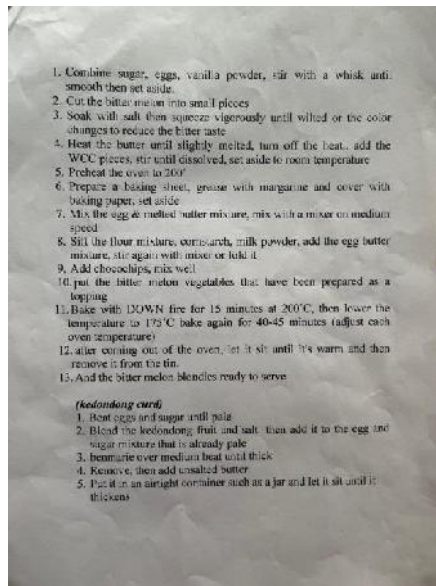 1. Combine sugar, eggs, vanilla powder, stir with a whisk until
smooth then set aside.
2. Cut the bitter melon into small pieces
3. Soak with salt then squeeze vigorously until wilted or the color
changes to reduce the bitter taste
4. Heat the butter until slightly melted, turn off the heat.. add the
WCC pieces, stir until dissolved, set aside to room temperature
5. Preheat the oven to 200°
6. Prepare a baking sheet, grease with margarine and cover with
baking paper, set aside
7. Mix the egg & melted butter mixture, mix with a mixer on medium
speed
8. Sift the flour mixture, cornstarch, milk powder, add the egg butter
mixture, stir again with mixer or fold it
9. Add chocochips, mix well
10. put the bitter melon vegetables that have been prepared as a
topping
11. Bake with DOWN fire for 15 minutes at 200°C, then lower the
temperature to 175°C bake again for 40-45 minutes (adjust each
oven temperature)
12. after coming out of the oven, let it sit until it's warm and then
remove it from the tin.
13. And the bitter melon blendies ready to serve
(kedondong curd)
1. Beat eggs and sugar until pale
2. Blend the kedondong fruit and salt then add it to the egg and
sugar mixture that is already pale
3. benmarie over medium heat until thick
4. Remove, then add unsalted butter
5. Put it in an airtight container such as a jar and let it sit until it
thickens